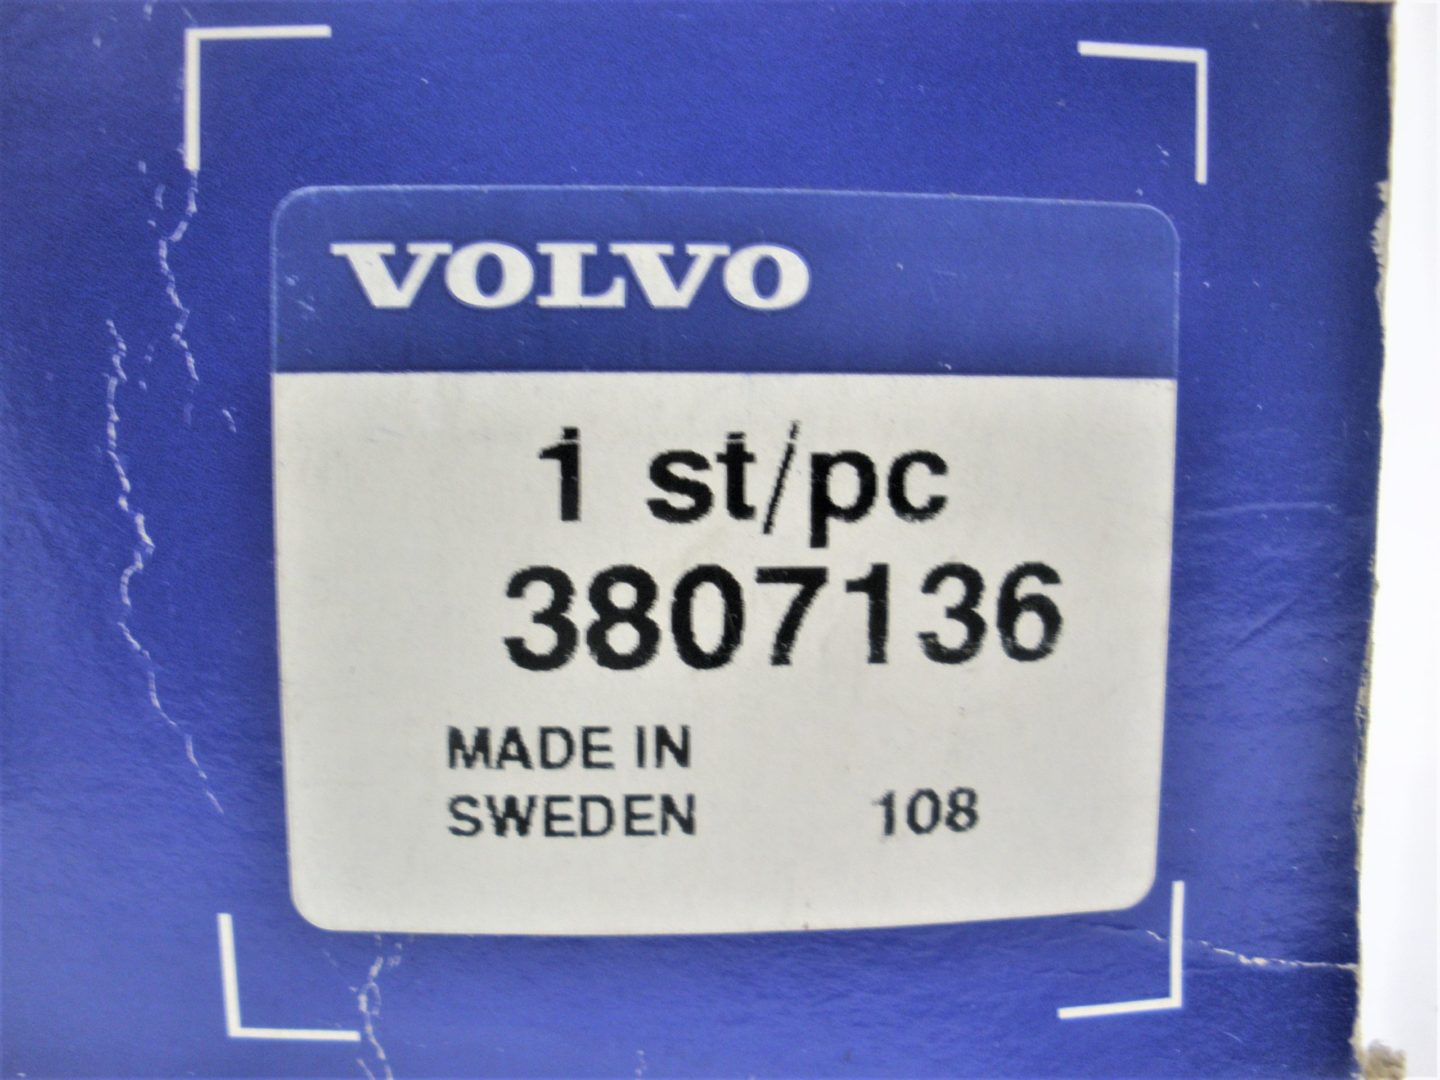 VOLVO
1 st/pc
3807136
MADE IN
SWEDEN 108